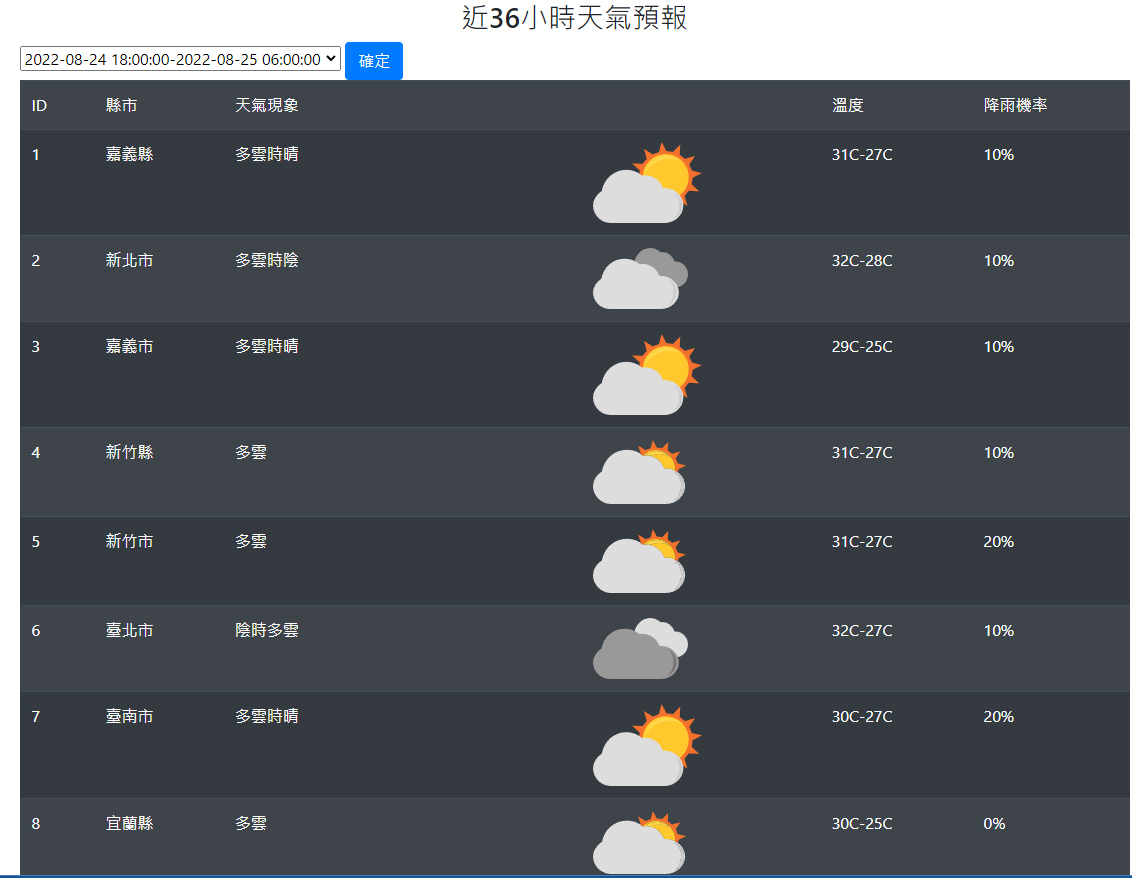 近36小時天氣預報
2022-08-24 18:00:00-2022-08-25 06:00:00 確定
ID 縣市 天氣現象 溫度 降雨機率
1 嘉義縣 多雲時晴 31C-27C 10%
2 新北市 多雲時陰 32C-28C 10%
3 嘉義市 多雲時晴 29C-25C 10%
4 新竹縣 多雲 31C-27C 10%
5 新竹市 多雲 31C-27C 20%
6 臺北市 陰時多雲 32C-27C 10%
7 臺南市 多雲時晴 30C-27C 20%
8 宜蘭縣 多雲 30C-25C 0%